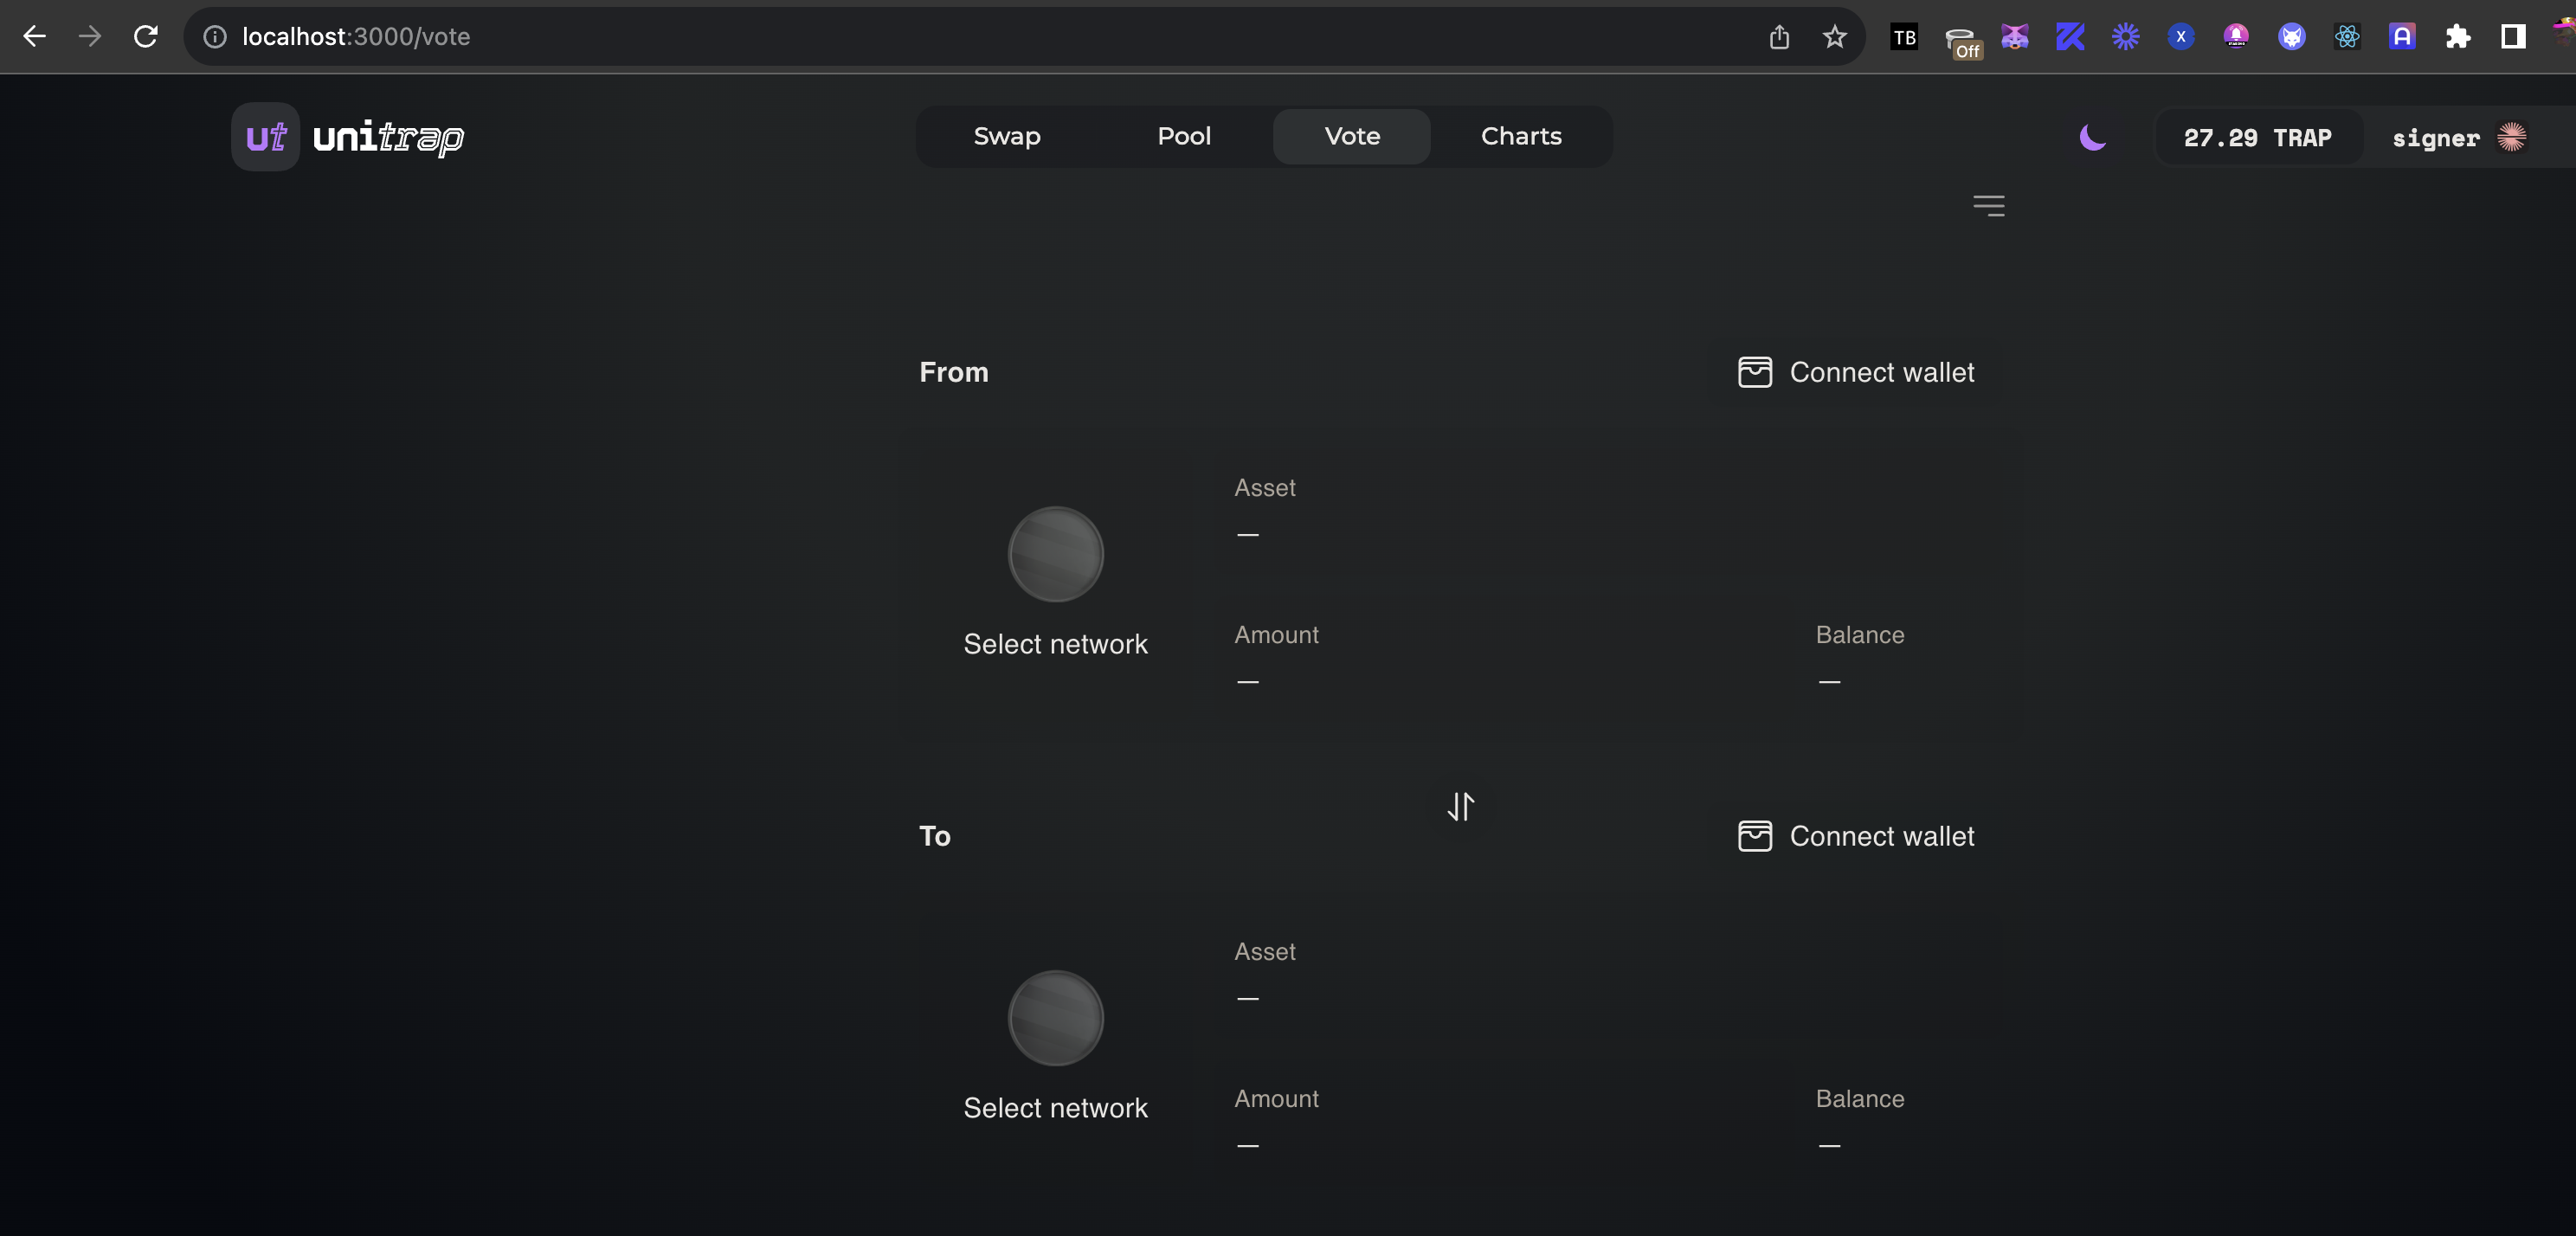 localhost:3000/vote
TB
Off
X
A
ut unitrap
Swap
Pool
Vote
Charts
27.29 TRAP
signer
From
Connect wallet
Asset
—
Select network
Amount
Balance
—
—
To
Connect wallet
Asset
—
Select network
Amount
Balance
—
—